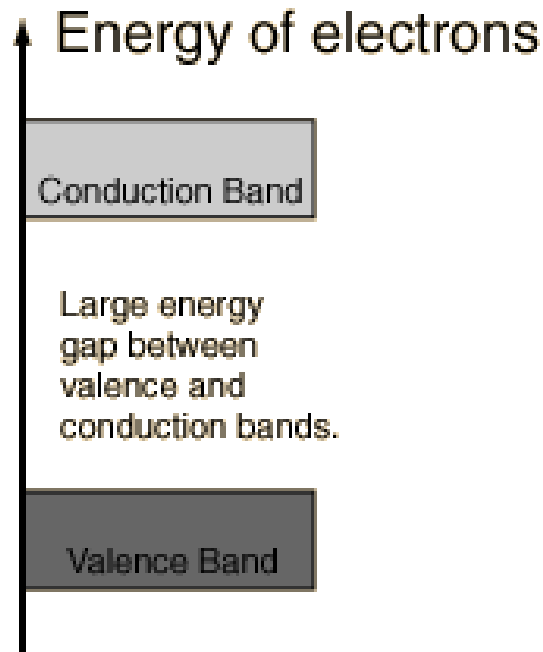 Energy of electrons
Conduction Band
Large energy
gap between
valence and
conduction bands.
Valence Band